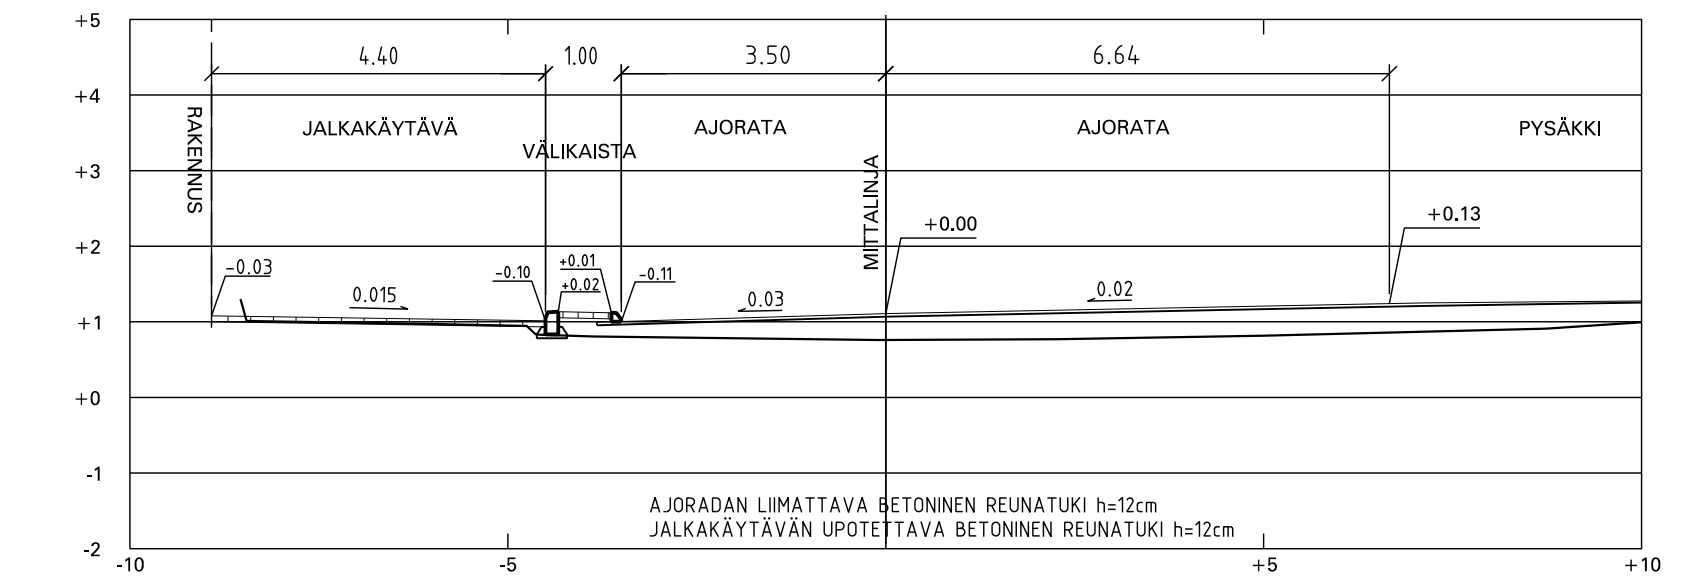 +5
4.40 1.00 3.50 6.64
+4
RAKENNUS
JALKAKÄYTÄVÄ
VÄLIKAISTA
AJORATA
MITTALINJA
AJORATA
PYSÄKKI
+3
+2
+0.00
+0.13
-0.03
-0.10
+0.01
+0.02
-0.11
0.015
0.03
0.02
+1
+0
-1
AJORADAN LIIMATTAVA BETONINEN REUNATUKI h=12cm
JALKAKÄYTÄVÄN UPOTETTAVA BETONINEN REUNATUKI h=12cm
-2
-10 -5 +5 +10